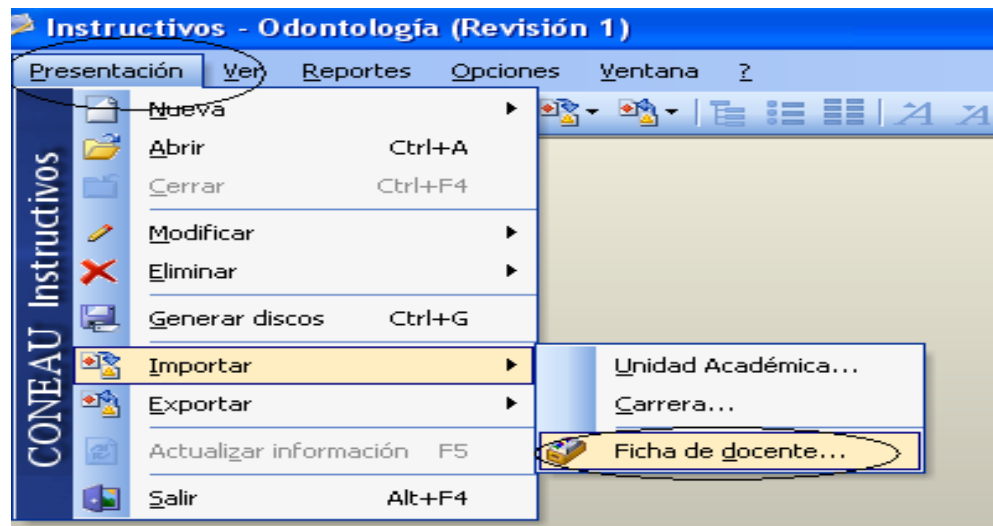 Instructivos - Odontología (Revisión 1)
Presentación Ver Reportes Opciones Ventana ?
Nueva
Abrir Ctrl+A
Cerrar Ctrl+F4
Modificar
Eliminar
Generar discos Ctrl+G
Importar
Exportar
Actualizar información F5
Salir Alt+F4
Unidad Académica...
Carrera...
Ficha de docente...
CONEAU Instructivos